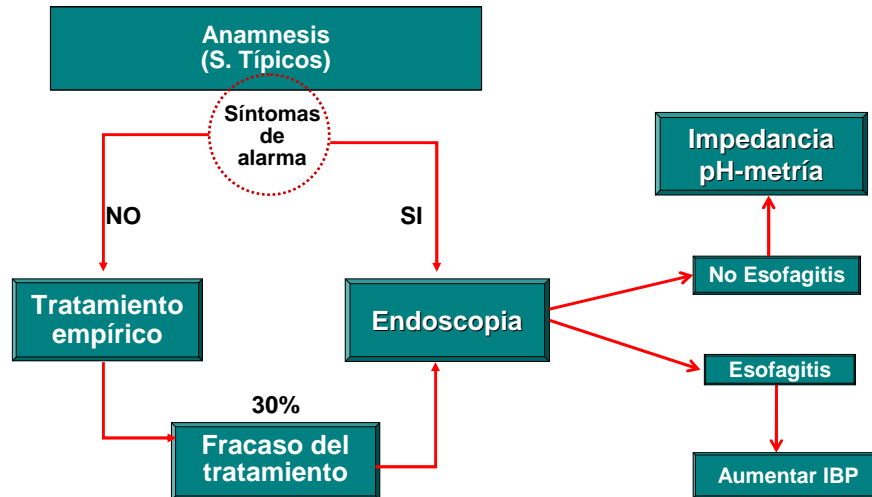 Anamnesis
(S. Típicos)
Síntomas
de
alarma
NO
SI
Impedancia
pH-metría
No Esofagitis
Tratamiento
empírico
Endoscopia
Esofagitis
30%
Fracaso del
tratamiento
Aumentar IBP